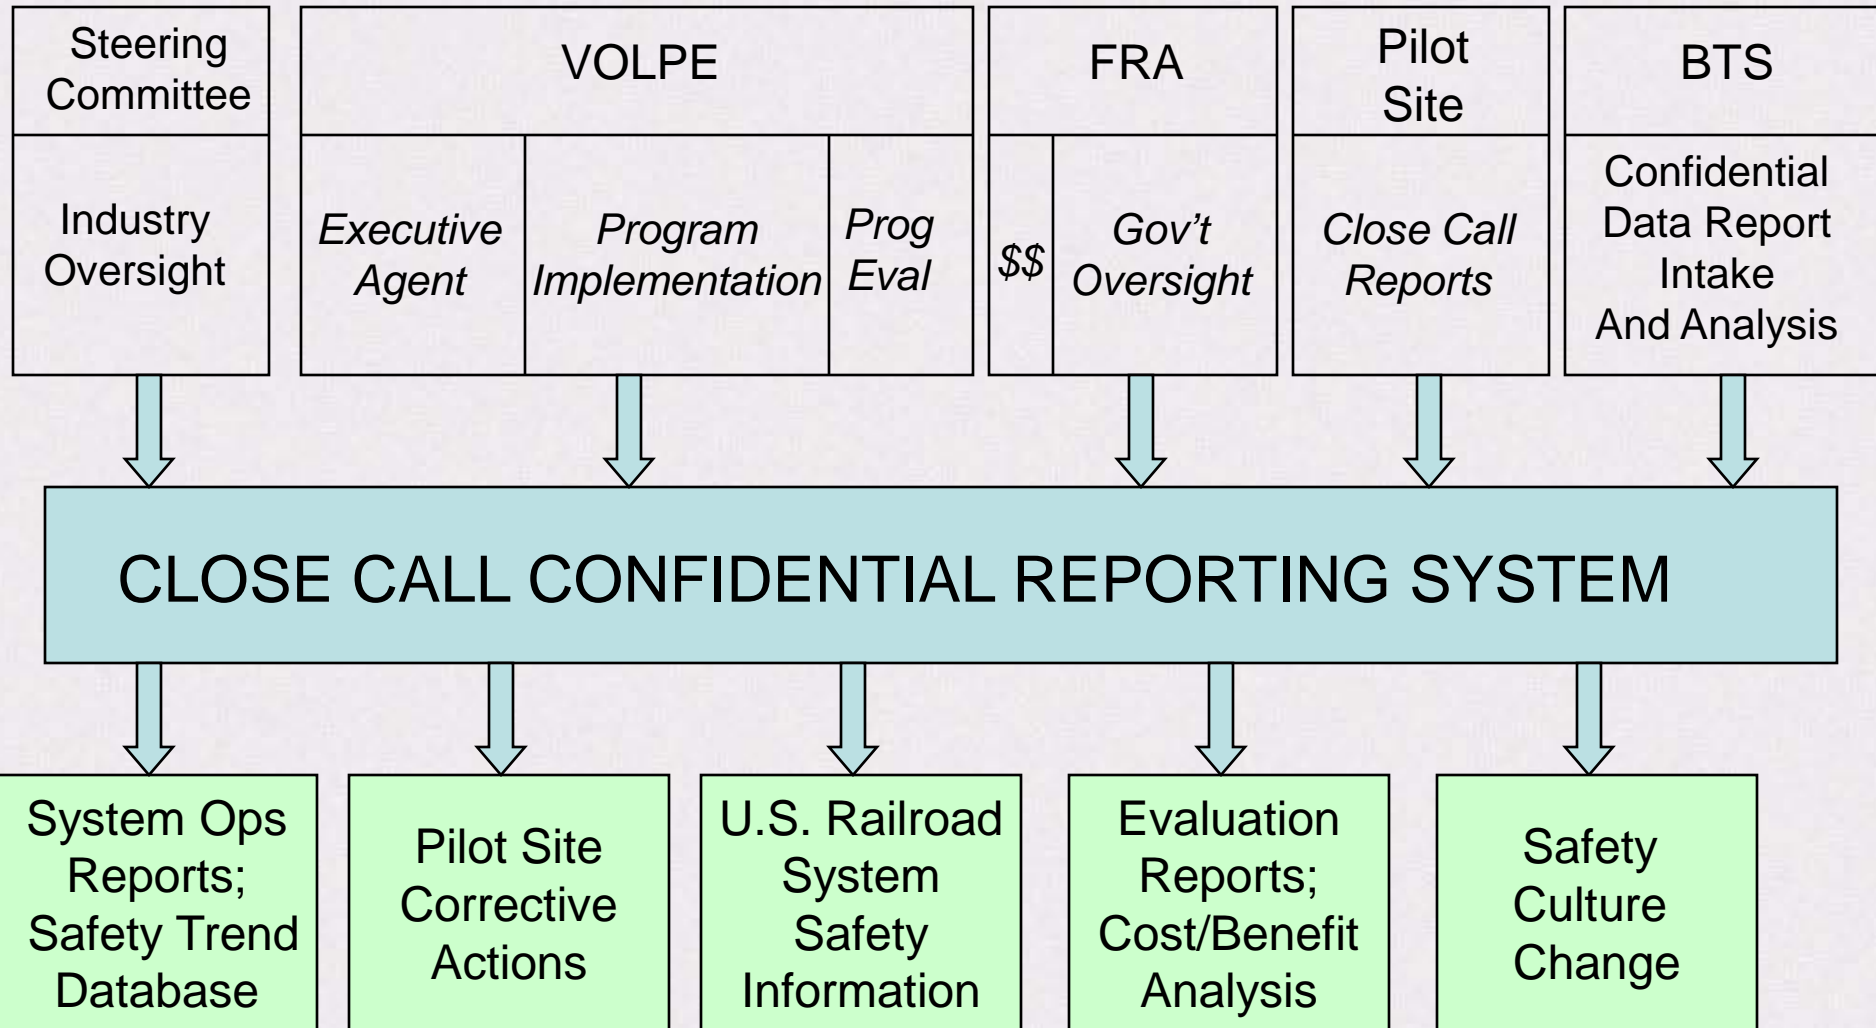 Steering
Committee
VOLPE
FRA
Pilot
Site
BTS
Industry
Oversight
Executive
Agent
Program
Implementation
Prog
Eval
$$
Gov’t
Oversight
Close Call
Reports
Confidential
Data Report
Intake
And Analysis
CLOSE CALL CONFIDENTIAL REPORTING SYSTEM
System Ops
Reports;
Safety Trend
Database
Pilot Site
Corrective
Actions
U.S. Railroad
System
Safety
Information
Evaluation
Reports;
Cost/Benefit
Analysis
Safety
Culture
Change